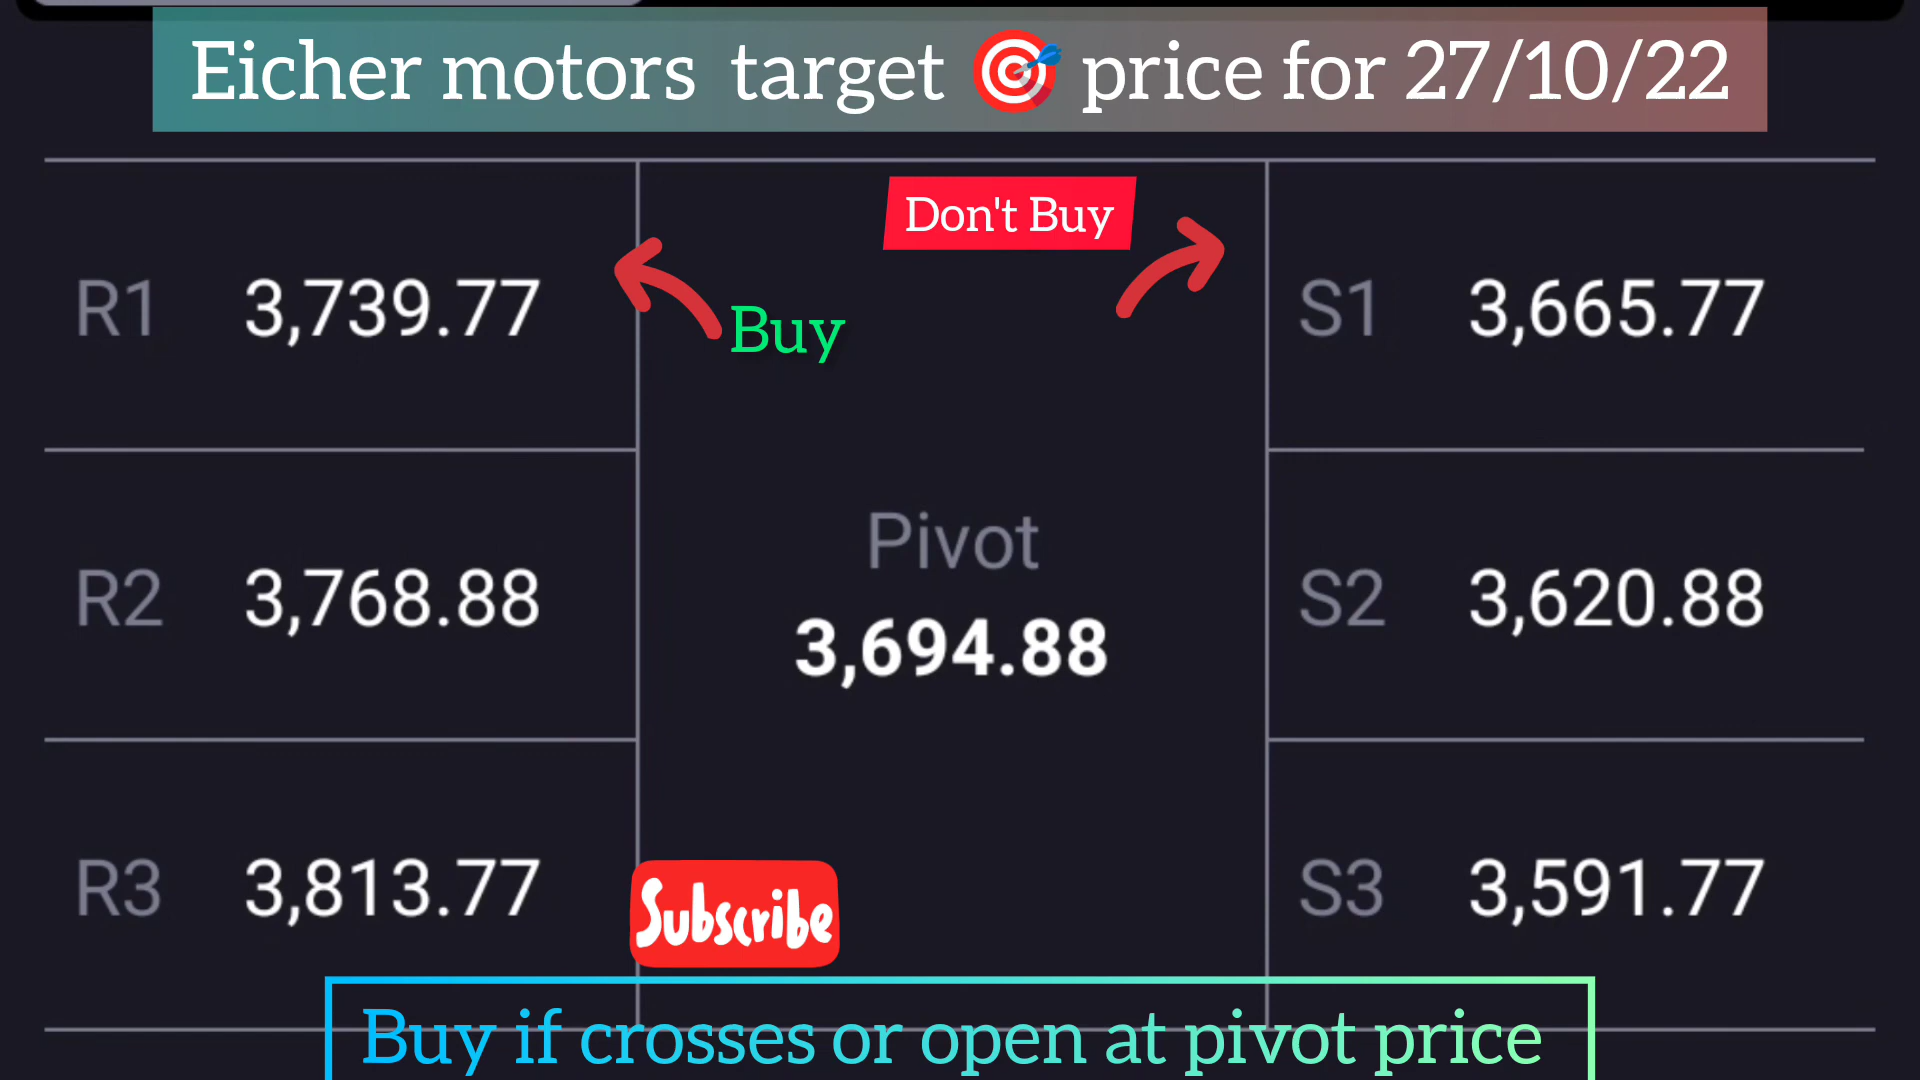 Eicher motors target 🎯 price for 27/10/22
Don't Buy
Buy
R1 3,739.77
S1 3,665.77
R2 3,768.88
Pivot
3,694.88
S2 3,620.88
R3 3,813.77
S3 3,591.77
Subscribe
Buy if crosses or open at pivot price